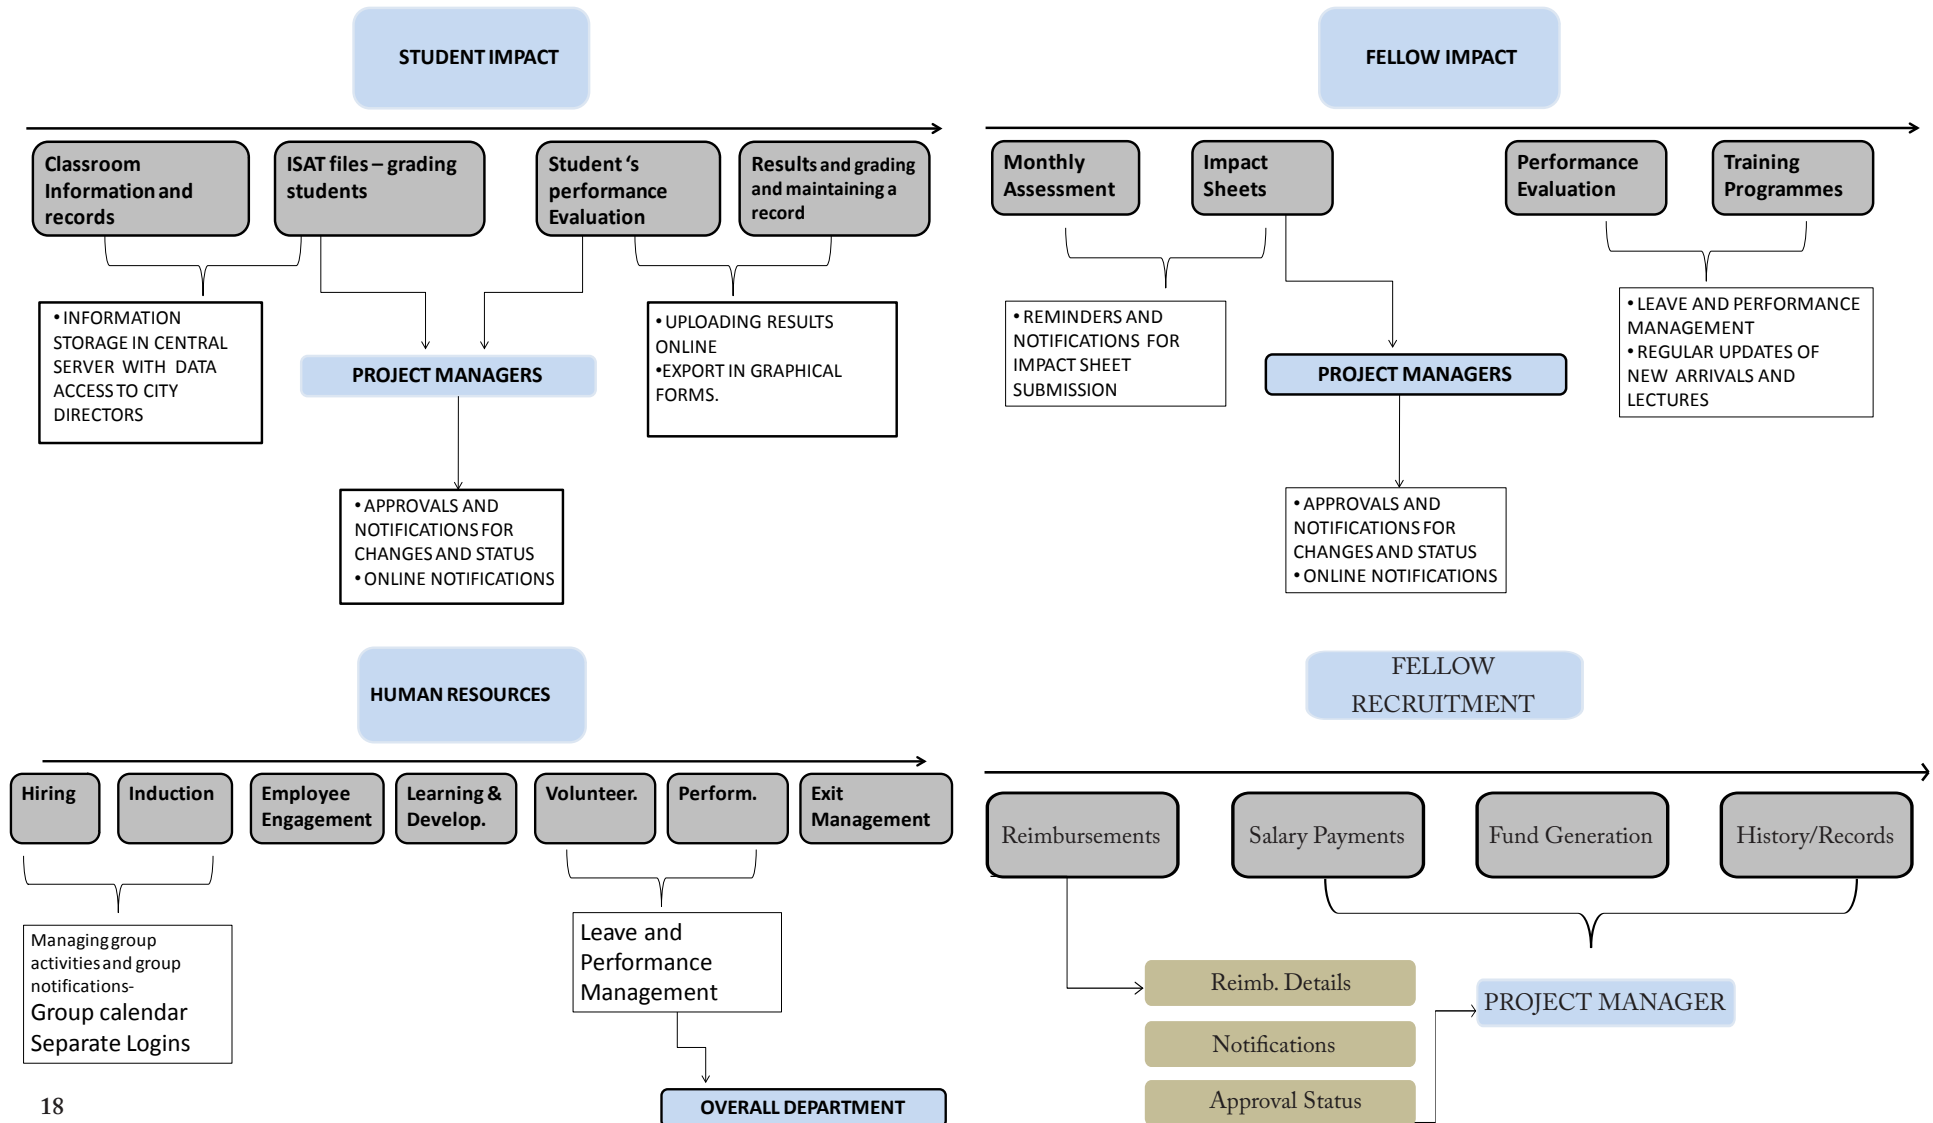 STUDENT IMPACT
Classroom
Information and
records
ISAT files – grading
students
Student ‘s
performance
Evaluation
Results and grading
and maintaining a
record
• INFORMATION
STORAGE IN CENTRAL
SERVER WITH DATA
ACCESS TO CITY
DIRECTORS
PROJECT MANAGERS
• UPLOADING RESULTS
ONLINE
•EXPORT IN GRAPHICAL
FORMS.
• APPROVALS AND
NOTIFICATIONS FOR
CHANGES AND STATUS
• ONLINE NOTIFICATIONS
FELLOW IMPACT
Monthly
Assessment
Impact
Sheets
Performance
Evaluation
Training
Programmes
• REMINDERS AND
NOTIFICATIONS FOR
IMPACT SHEET
SUBMISSION
PROJECT MANAGERS
• LEAVE AND PERFORMANCE
MANAGEMENT
• REGULAR UPDATES OF
NEW ARRIVALS AND
LECTURES
• APPROVALS AND
NOTIFICATIONS FOR
CHANGES AND STATUS
• ONLINE NOTIFICATIONS
HUMAN RESOURCES
Hiring
Induction
Employee
Engagement
Learning &
Develop.
Volunteer.
Perform.
Exit
Management
Managing group
activities and group
notifications-
Group calendar
Separate Logins
Leave and
Performance
Management
OVERALL DEPARTMENT
FELLOW
RECRUITMENT
Reimbursements
Salary Payments
Fund Generation
History/Records
Reimb. Details
Notifications
Approval Status
PROJECT MANAGER
18